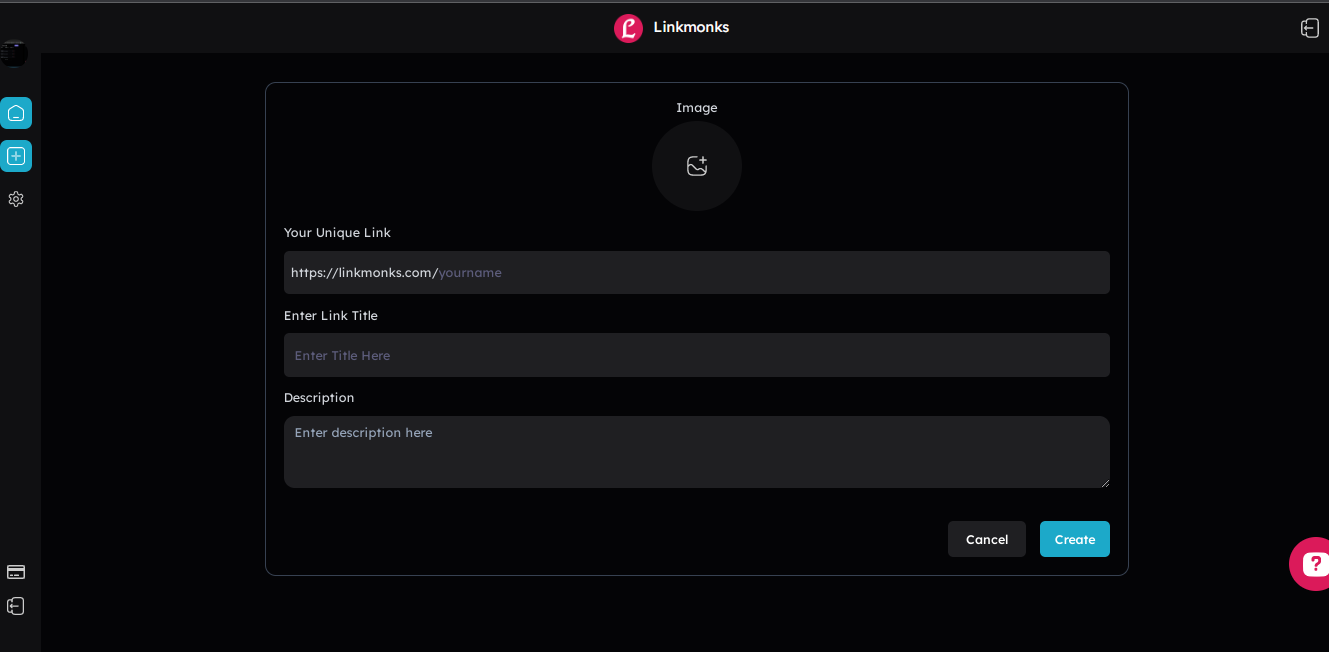 Linkmonks
Image
Your Unique Link
https://linkmonks.com/yourname
Enter Link Title
Enter Title Here
Description
Enter description here
Cancel
Create